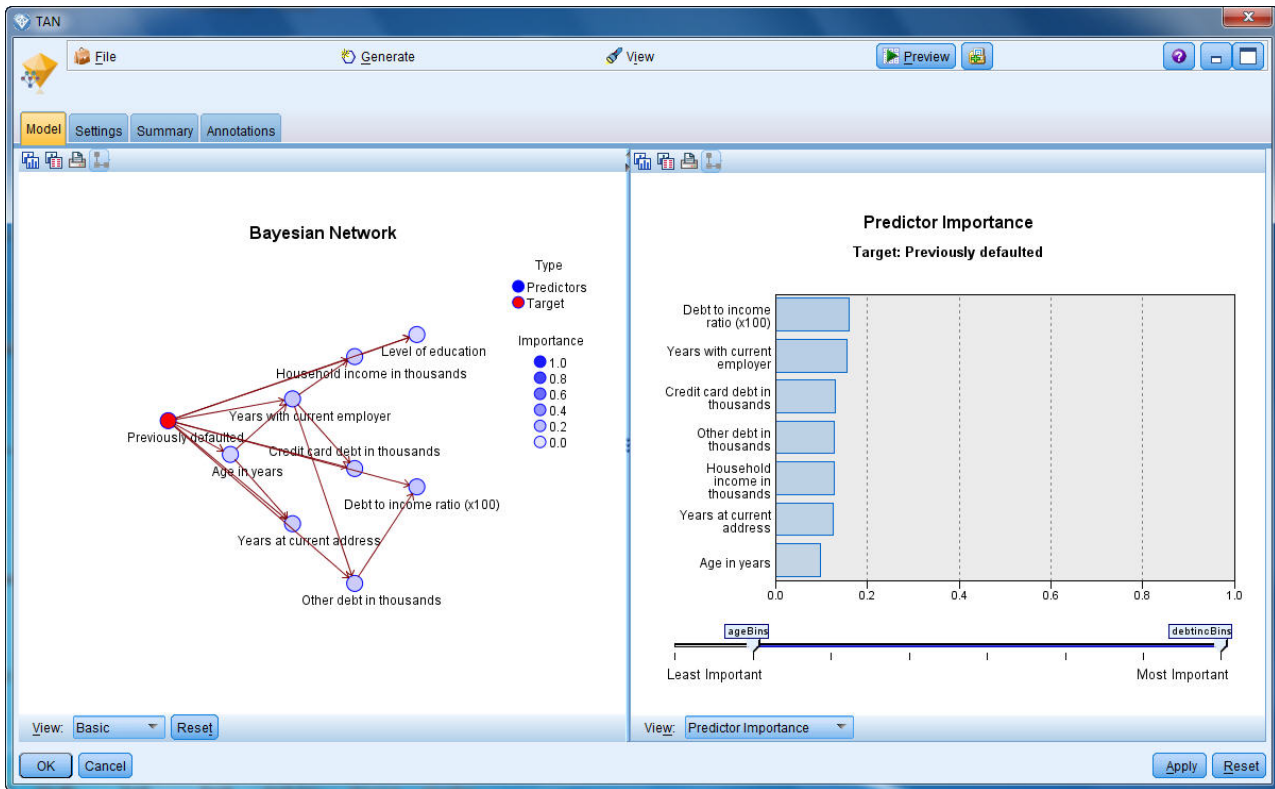 TAN
File
Generate
View
Preview
Model
Settings
Summary
Annotations
Bayesian Network
Type
Predictors
Target
Importance
1.0
0.8
0.6
0.4
0.2
0.0
Level of education
Household income in thousands
Years with current employer
Previously defaulted
Credit card debt in thousands
Age in years
Debt to income ratio (x100)
Years at current address
Other debt in thousands
View:
Basic
Reset
Predictor Importance
Target: Previously defaulted
Debt to income
ratio (x100)
Years with current
employer
Credit card debt in
thousands
Other debt in
thousands
Household
income in
thousands
Years at current
address
Age in years
0.0
0.2
0.4
0.6
0.8
1.0
ageBins
debtincBins
Least Important
Most Important
View:
Predictor Importance
OK
Cancel
Apply
Reset